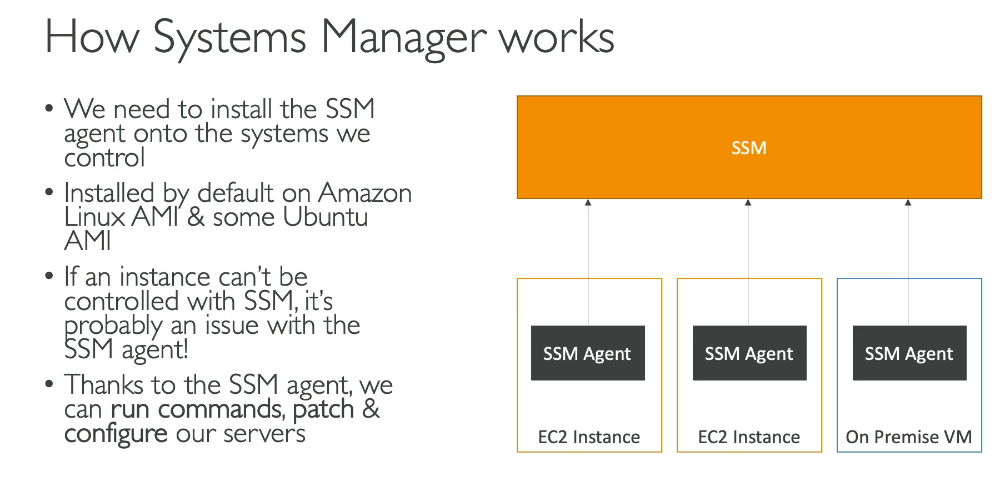 How Systems Manager works
• We need to install the SSM
agent onto the systems we
control
• Installed by default on Amazon
Linux AMI & some Ubuntu
AMI
• If an instance can't be
controlled with SSM, it's
probably an issue with the
SSM agent!
• Thanks to the SSM agent, we
can run commands, patch &
configure our servers
SSM
SSM Agent
SSM Agent
SSM Agent
EC2 Instance
EC2 Instance
On Premise VM